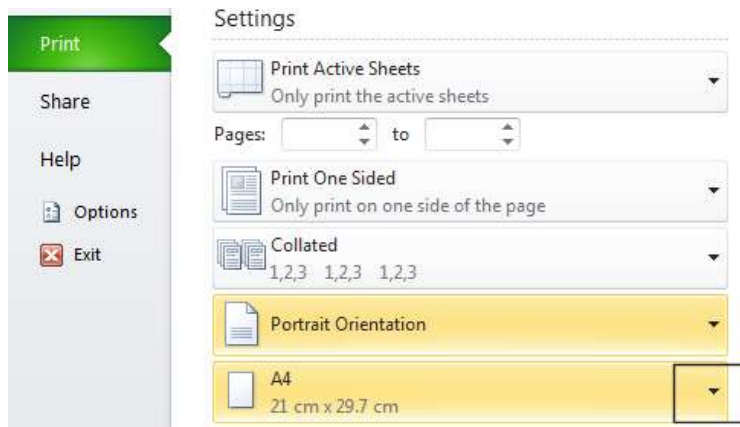 Print
Share
Help
Options
Exit
Settings
Print Active Sheets
Only print the active sheets
Pages: to
Print One Sided
Only print on one side of the page
Collated
1,2,3 1,2,3 1,2,3
Portrait Orientation
A4
21 cm x 29.7 cm